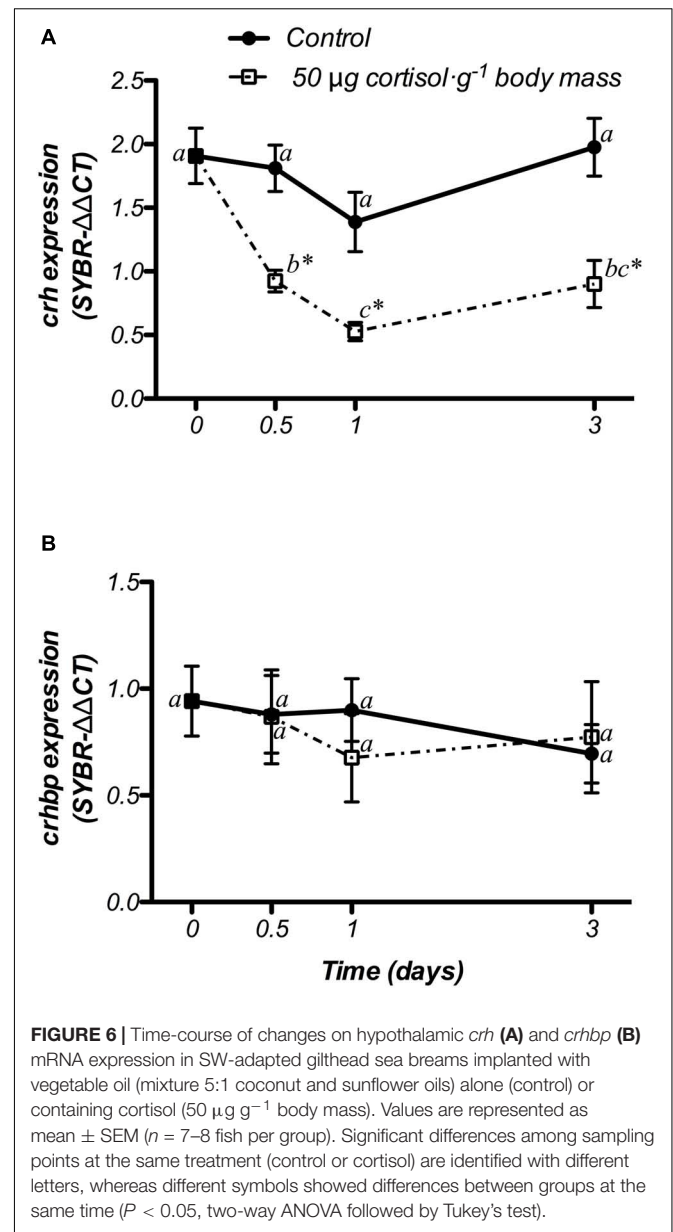 A
Control
50 µg cortisol·g-1 body mass
crh expression
(SYBR-ΔΔCT)
2.5
2.0
1.5
1.0
0.5
0.0
a
a
a
a
b*
c*
bc*
0
0.5
1
3
B
crhbp expression
(SYBR-ΔΔCT)
1.5
1.0
0.5
0.0
a
a
a
a
a
a
a
0
0.5
1
3
Time (days)
FIGURE 6 | Time-course of changes on hypothalamic crh (A) and crhbp (B)
mRNA expression in SW-adapted gilthead sea breams implanted with
vegetable oil (mixture 5:1 coconut and sunflower oils) alone (control) or
containing cortisol (50 µg g−1 body mass). Values are represented as
mean ± SEM (n = 7–8 fish per group). Significant differences among sampling
points at the same treatment (control or cortisol) are identified with different
letters, whereas different symbols showed differences between groups at the
same time (P < 0.05, two-way ANOVA followed by Tukey's test).